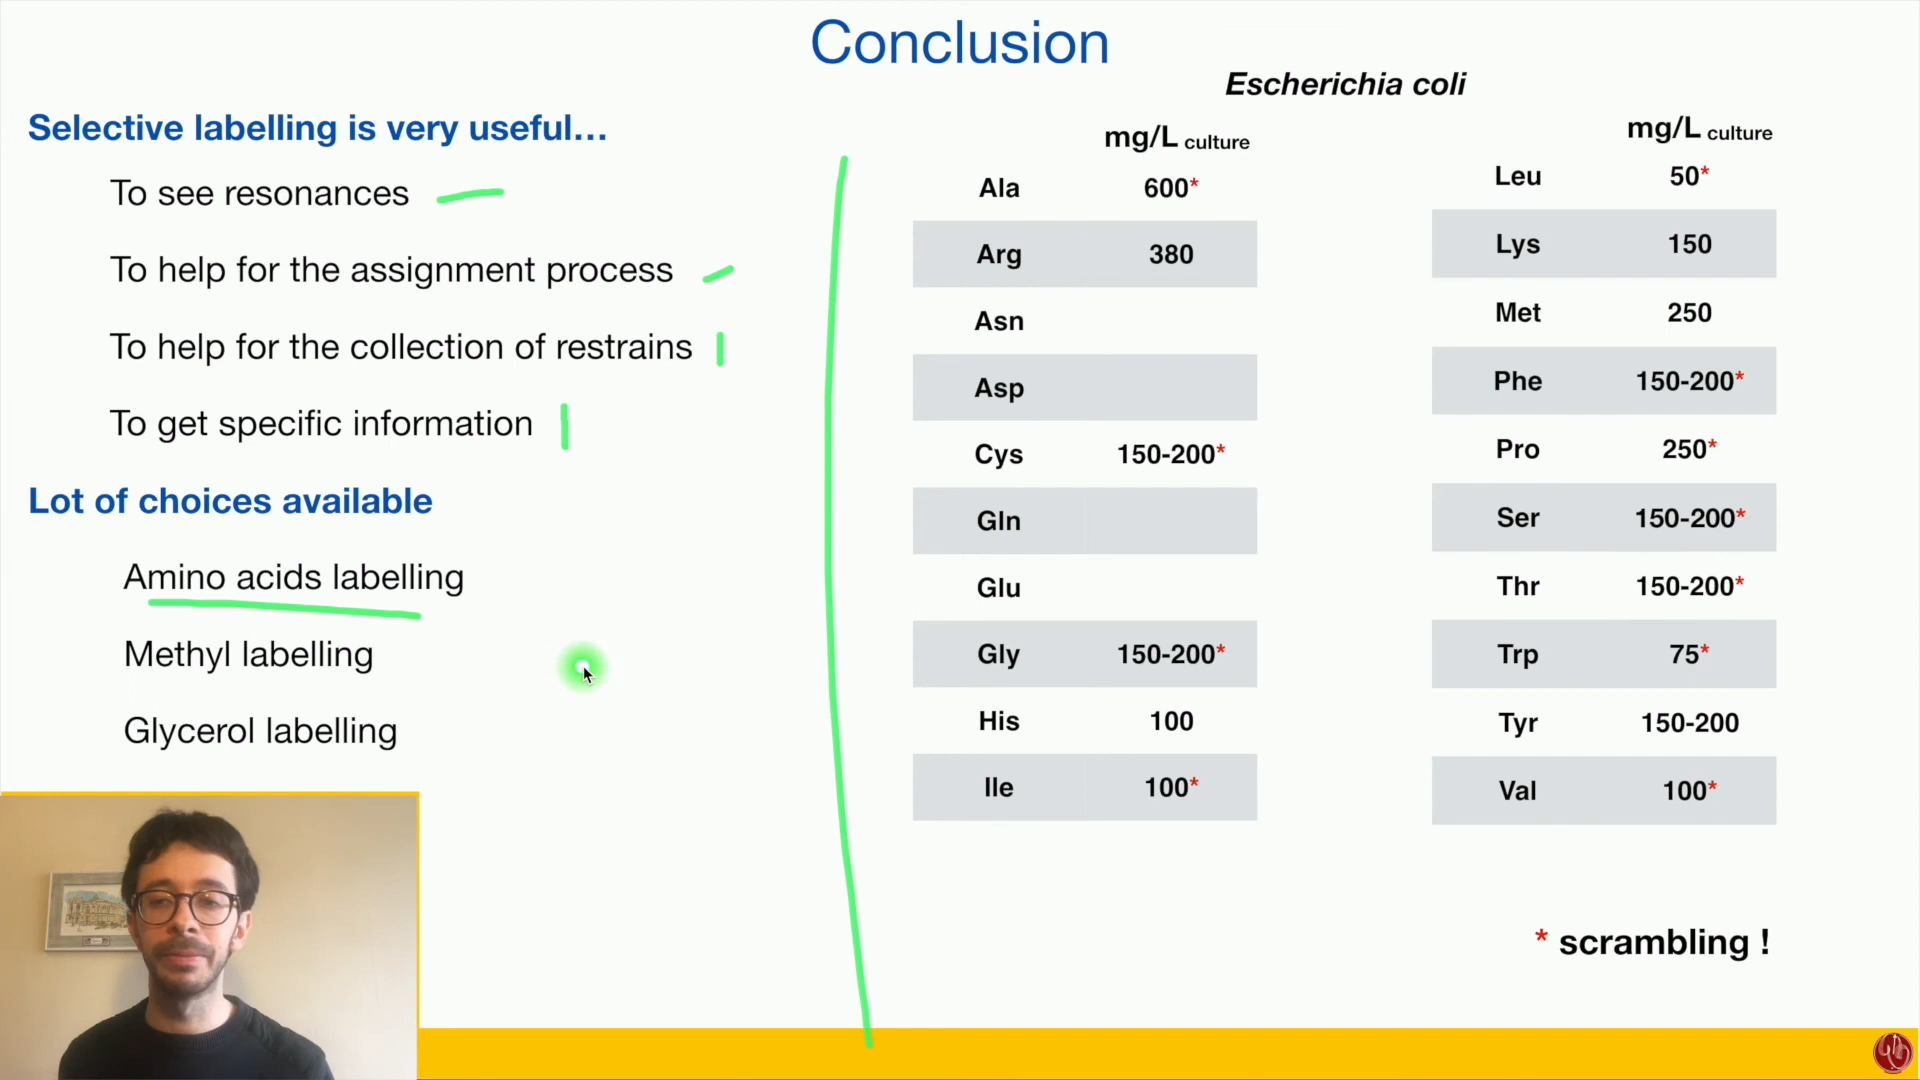 Conclusion
Selective labelling is very useful...
To see resonances
To help for the assignment process
To help for the collection of restrains
To get specific information
Lot of choices available
Amino acids labelling
Methyl labelling
Glycerol labelling
Escherichia coli
mg/L culture
Ala 600*
Arg 380
Asn
Asp
Cys 150-200*
Gln
Glu
Gly 150-200*
His 100
Ile 100*
mg/L culture
Leu 50*
Lys 150
Met 250
Phe 150-200*
Pro 250*
Ser 150-200*
Thr 150-200*
Trp 75*
Tyr 150-200
Val 100*
* scrambling !